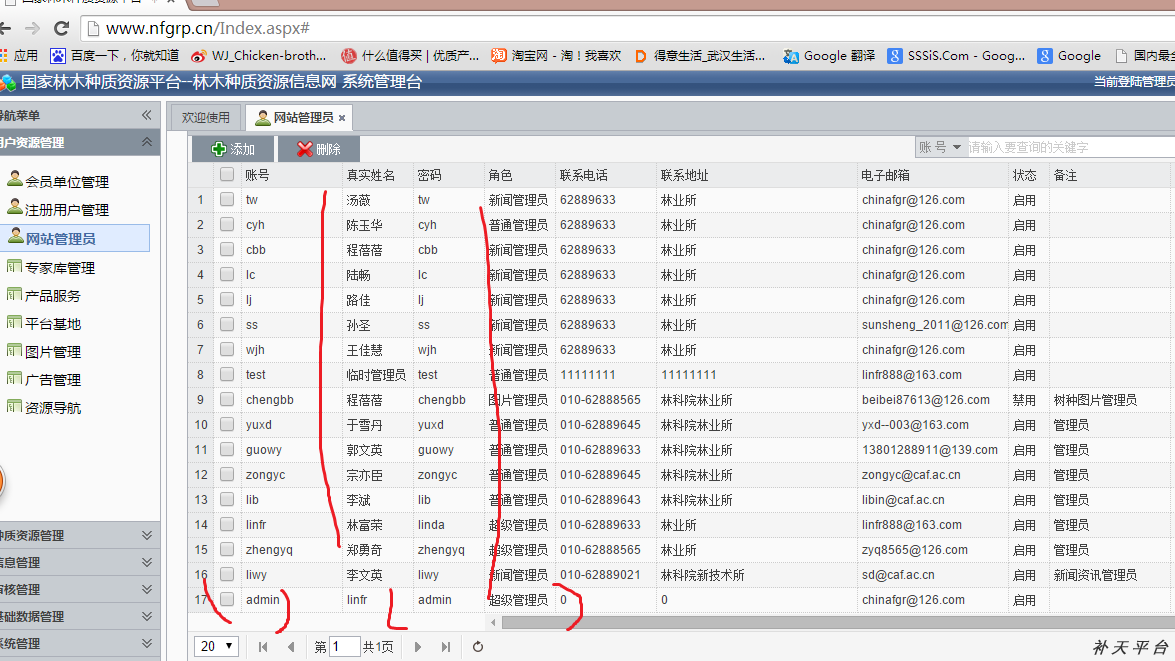 www.nfgrp.cn/Index.aspx#
应用 百度一下，你就知道 WJ_Chicken-broth... 什么值得买 | 优质产... 淘宝网 - 淘！我喜欢 得意生活_武汉生活... Google 翻译 SSSiS.Com - Goog... Google 国内最
国家林木种质资源平台--林木种质资源信息网 系统管理台 当前登陆管理员
导航菜单 欢迎使用 网站管理员
用户资源管理 添加 删除 账号 请输入要查询的关键字
会员单位管理
注册用户管理
网站管理员
专家库管理
产品服务
平台基地
图片管理
广告管理
资源导航
种质资源管理
信息管理
审核管理
基础数据管理
系统管理
账号 真实姓名 密码 角色 联系电话 联系地址 电子邮箱 状态 备注
1 tw 汤薇 tw 新闻管理员 62889633 林业所 chinafgr@126.com 启用
2 cyh 陈玉华 cyh 普通管理员 62889633 林业所 chinafgr@126.com 启用
3 cbb 程蓓蓓 cbb 新闻管理员 62889633 林业所 chinafgr@126.com 启用
4 lc 陆畅 lc 新闻管理员 62889633 林业所 chinafgr@126.com 启用
5 lj 路佳 lj 新闻管理员 62889633 林业所 chinafgr@126.com 启用
6 ss 孙圣 ss 新闻管理员 62889633 林业所 sunsheng_2011@126.com 启用
7 wjh 王佳慧 wjh 新闻管理员 62889633 林业所 chinafgr@126.com 启用
8 test 临时管理员 test 普通管理员 11111111 11111111 linfr888@163.com 启用
9 chengbb 程蓓蓓 chengbb 图片管理员 010-62888565 林科院林业所 beibei87613@126.com 禁用 树种图片管理员
10 yuxd 于雪丹 yuxd 普通管理员 010-62889645 林科院林业所 yxd--003@163.com 启用 管理员
11 guowy 郭文英 guowy 普通管理员 010-62889633 林科院林业所 13801288911@139.com 启用 管理员
12 zongyc 宗亦臣 zongyc 普通管理员 010-62889645 林科院林业所 zongyc@caf.ac.cn 启用 管理员
13 lib 李斌 lib 普通管理员 010-62889643 林科院林业所 libin@caf.ac.cn 启用 管理员
14 linfr 林富荣 linda 超级管理员 010-62889633 林业所 linfr888@163.com 启用 管理员
15 zhengyq 郑勇奇 zhengyq 超级管理员 010-62888565 林业所 zyq8565@126.com 启用 管理员
16 liwy 李文英 liwy 新闻管理员 010-62889021 林科院新技术所 sd@caf.ac.cn 启用 新闻资讯管理员
17 admin linfr admin 超级管理员 0 0 chinafgr@126.com 启用
20 第 1 共1页
补天平台